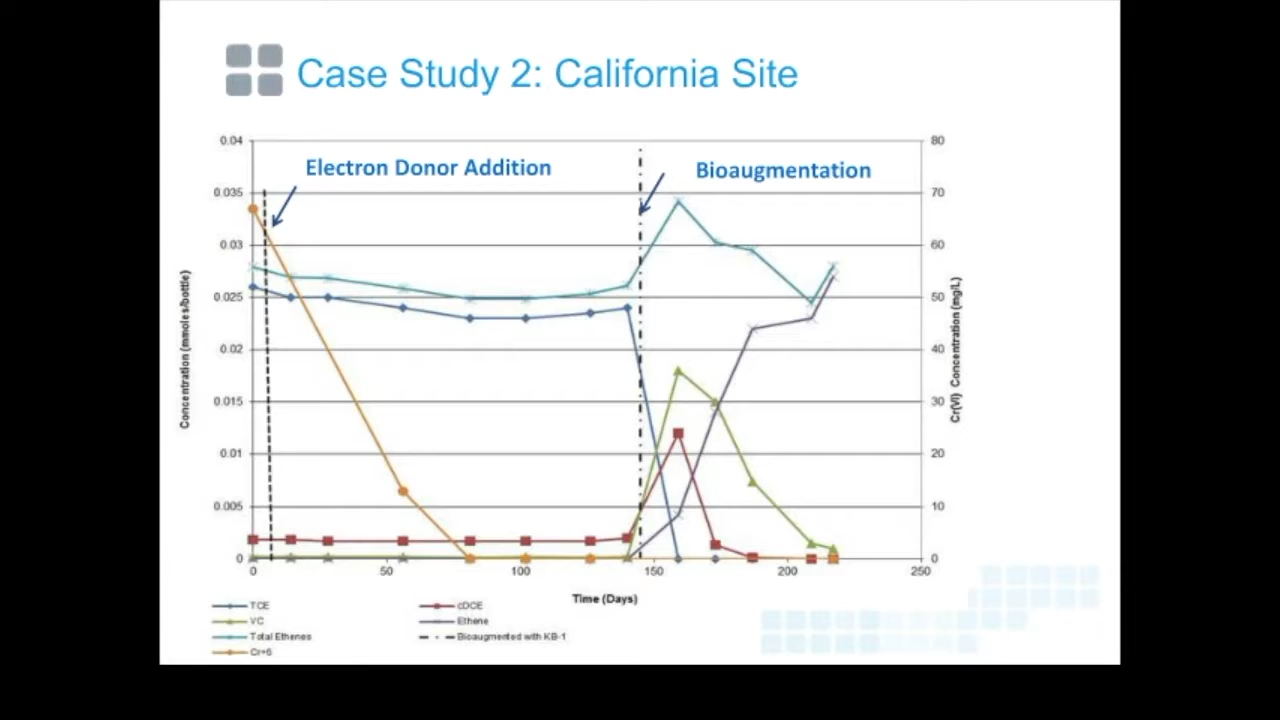 Case Study 2: California Site
Electron Donor Addition
Bioaugmentation
0.04
0.035
0.03
0.025
0.02
0.015
0.01
0.005
0
80
70
60
50
40
30
20
10
0
Concentration (mmoles/bottle)
Cr(VI) Concentration (mg/L)
0 50 100 150 200 250
Time (Days)
TCE cDCE
VC Ethene
Total Ethenes Bioaugmented with KB-1
Cr+6